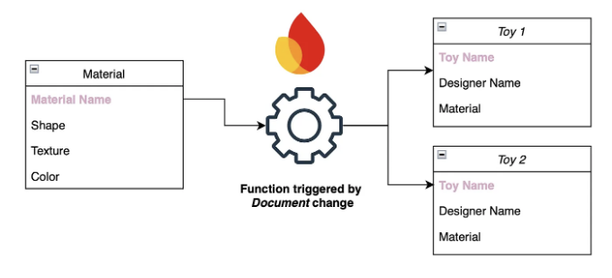 Material
Material Name
Shape
Texture
Color
Function triggered by
Document change
Toy 1
Toy Name
Designer Name
Material
Toy 2
Toy Name
Designer Name
Material